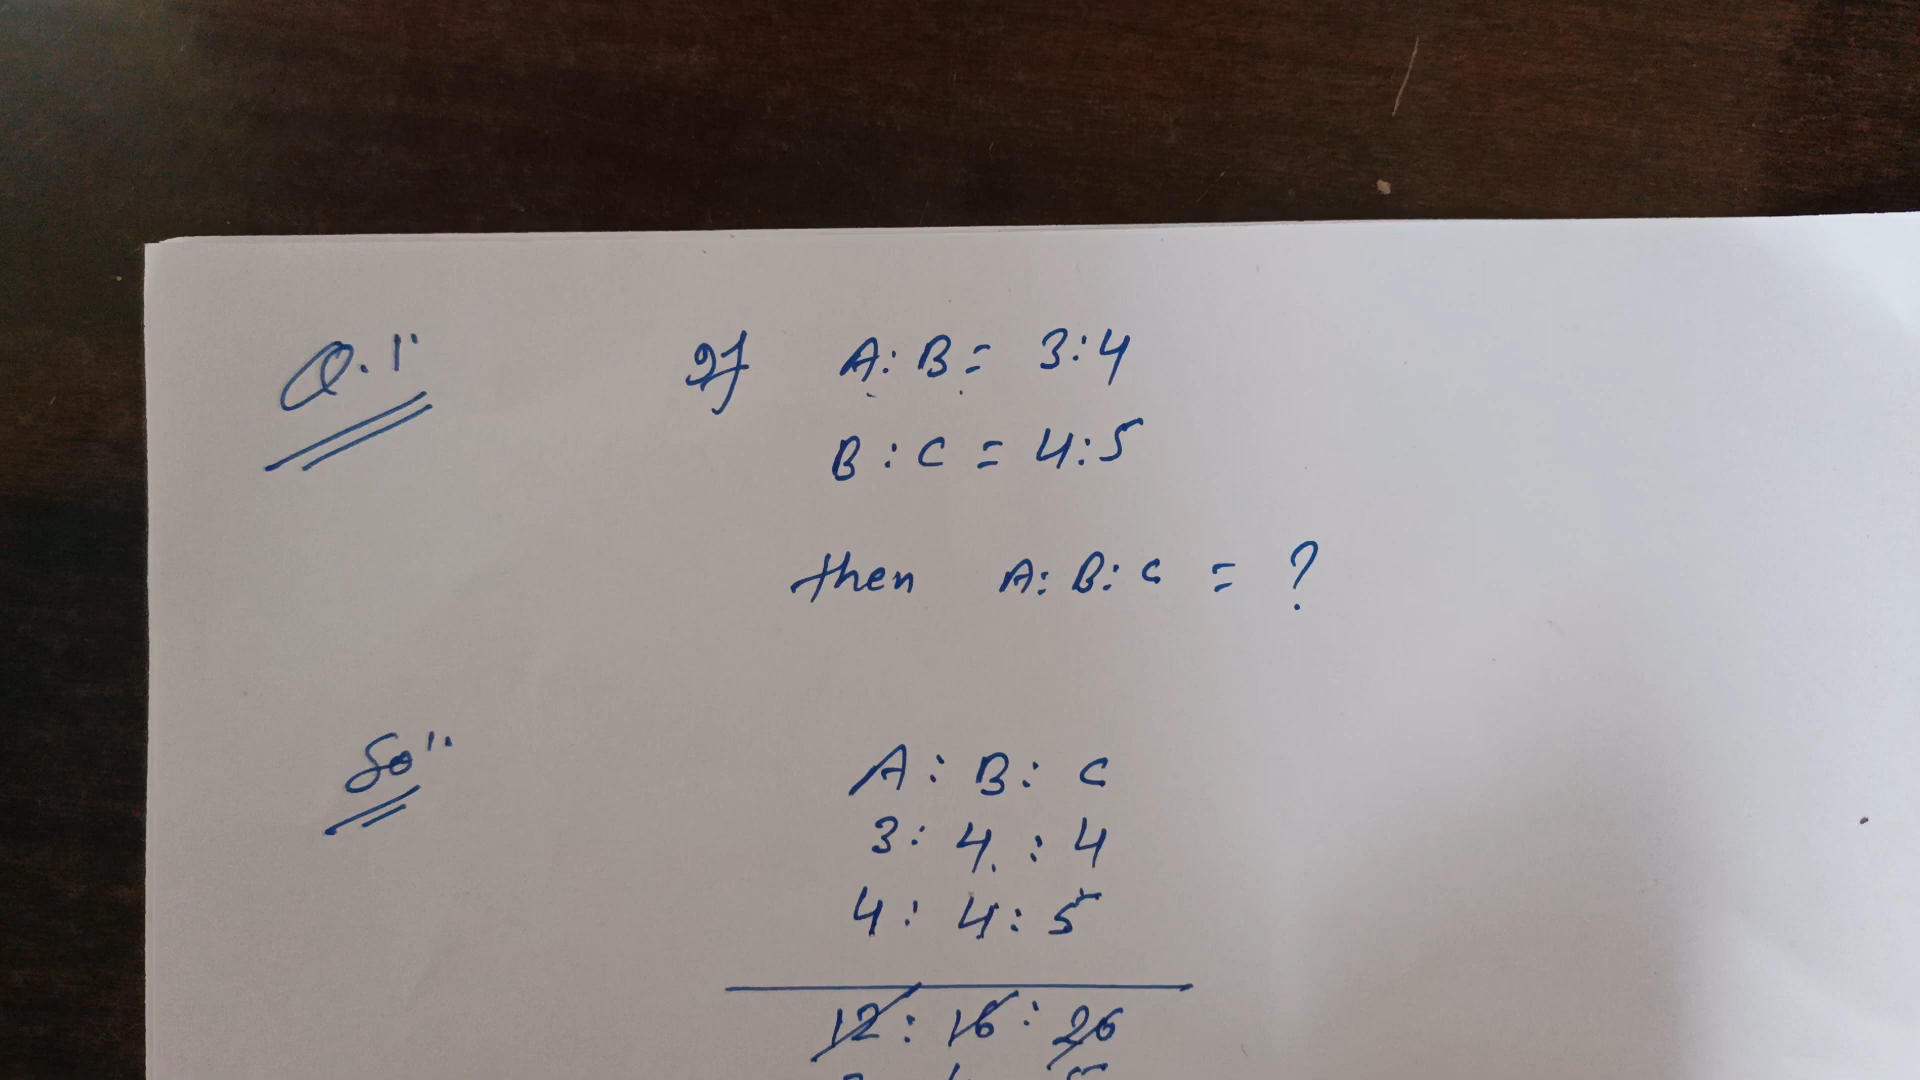 Q.1
If A:B = 3:4
B:C = 4:5
then A:B:C = ?
Sol
A:B:C
3:4:4
4:4:5
12:16:20